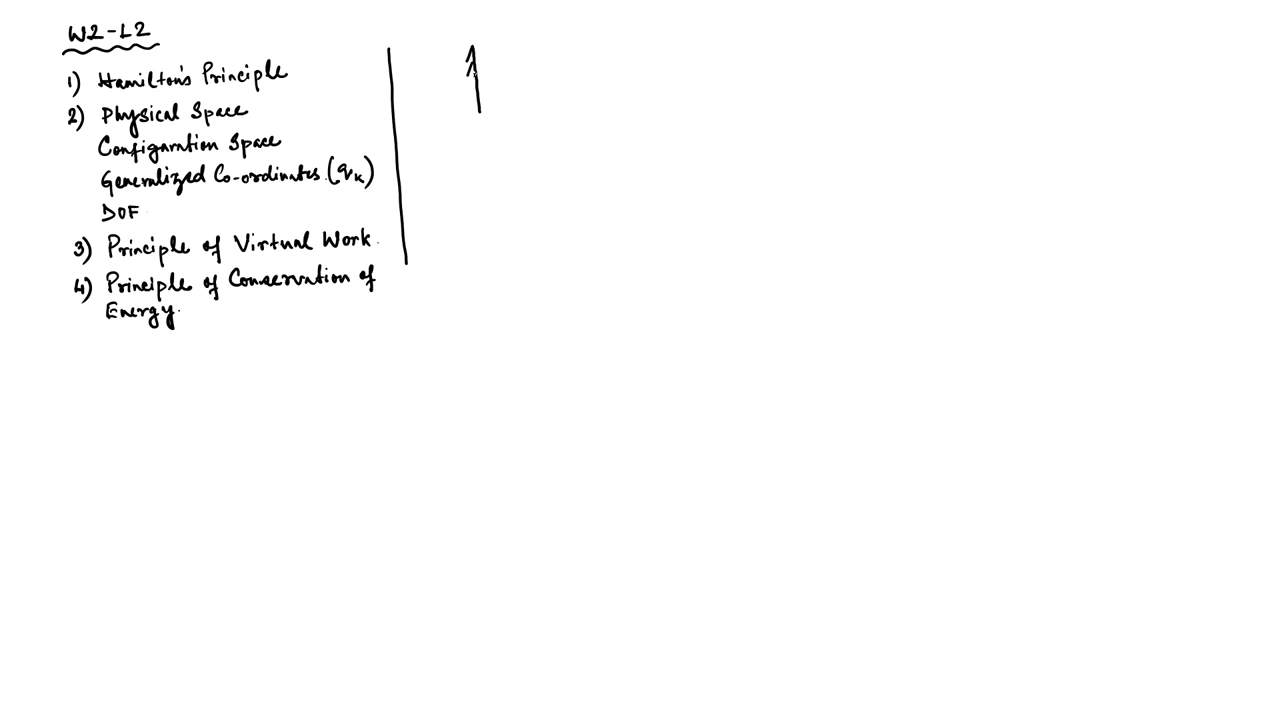 W2-L2
1) Hamilton's Principle
2) Physical Space
Configuration Space
Generalized Co-ordinates (qk)
DOF
3) Principle of Virtual Work.
4) Principle of Conservation of
Energy.